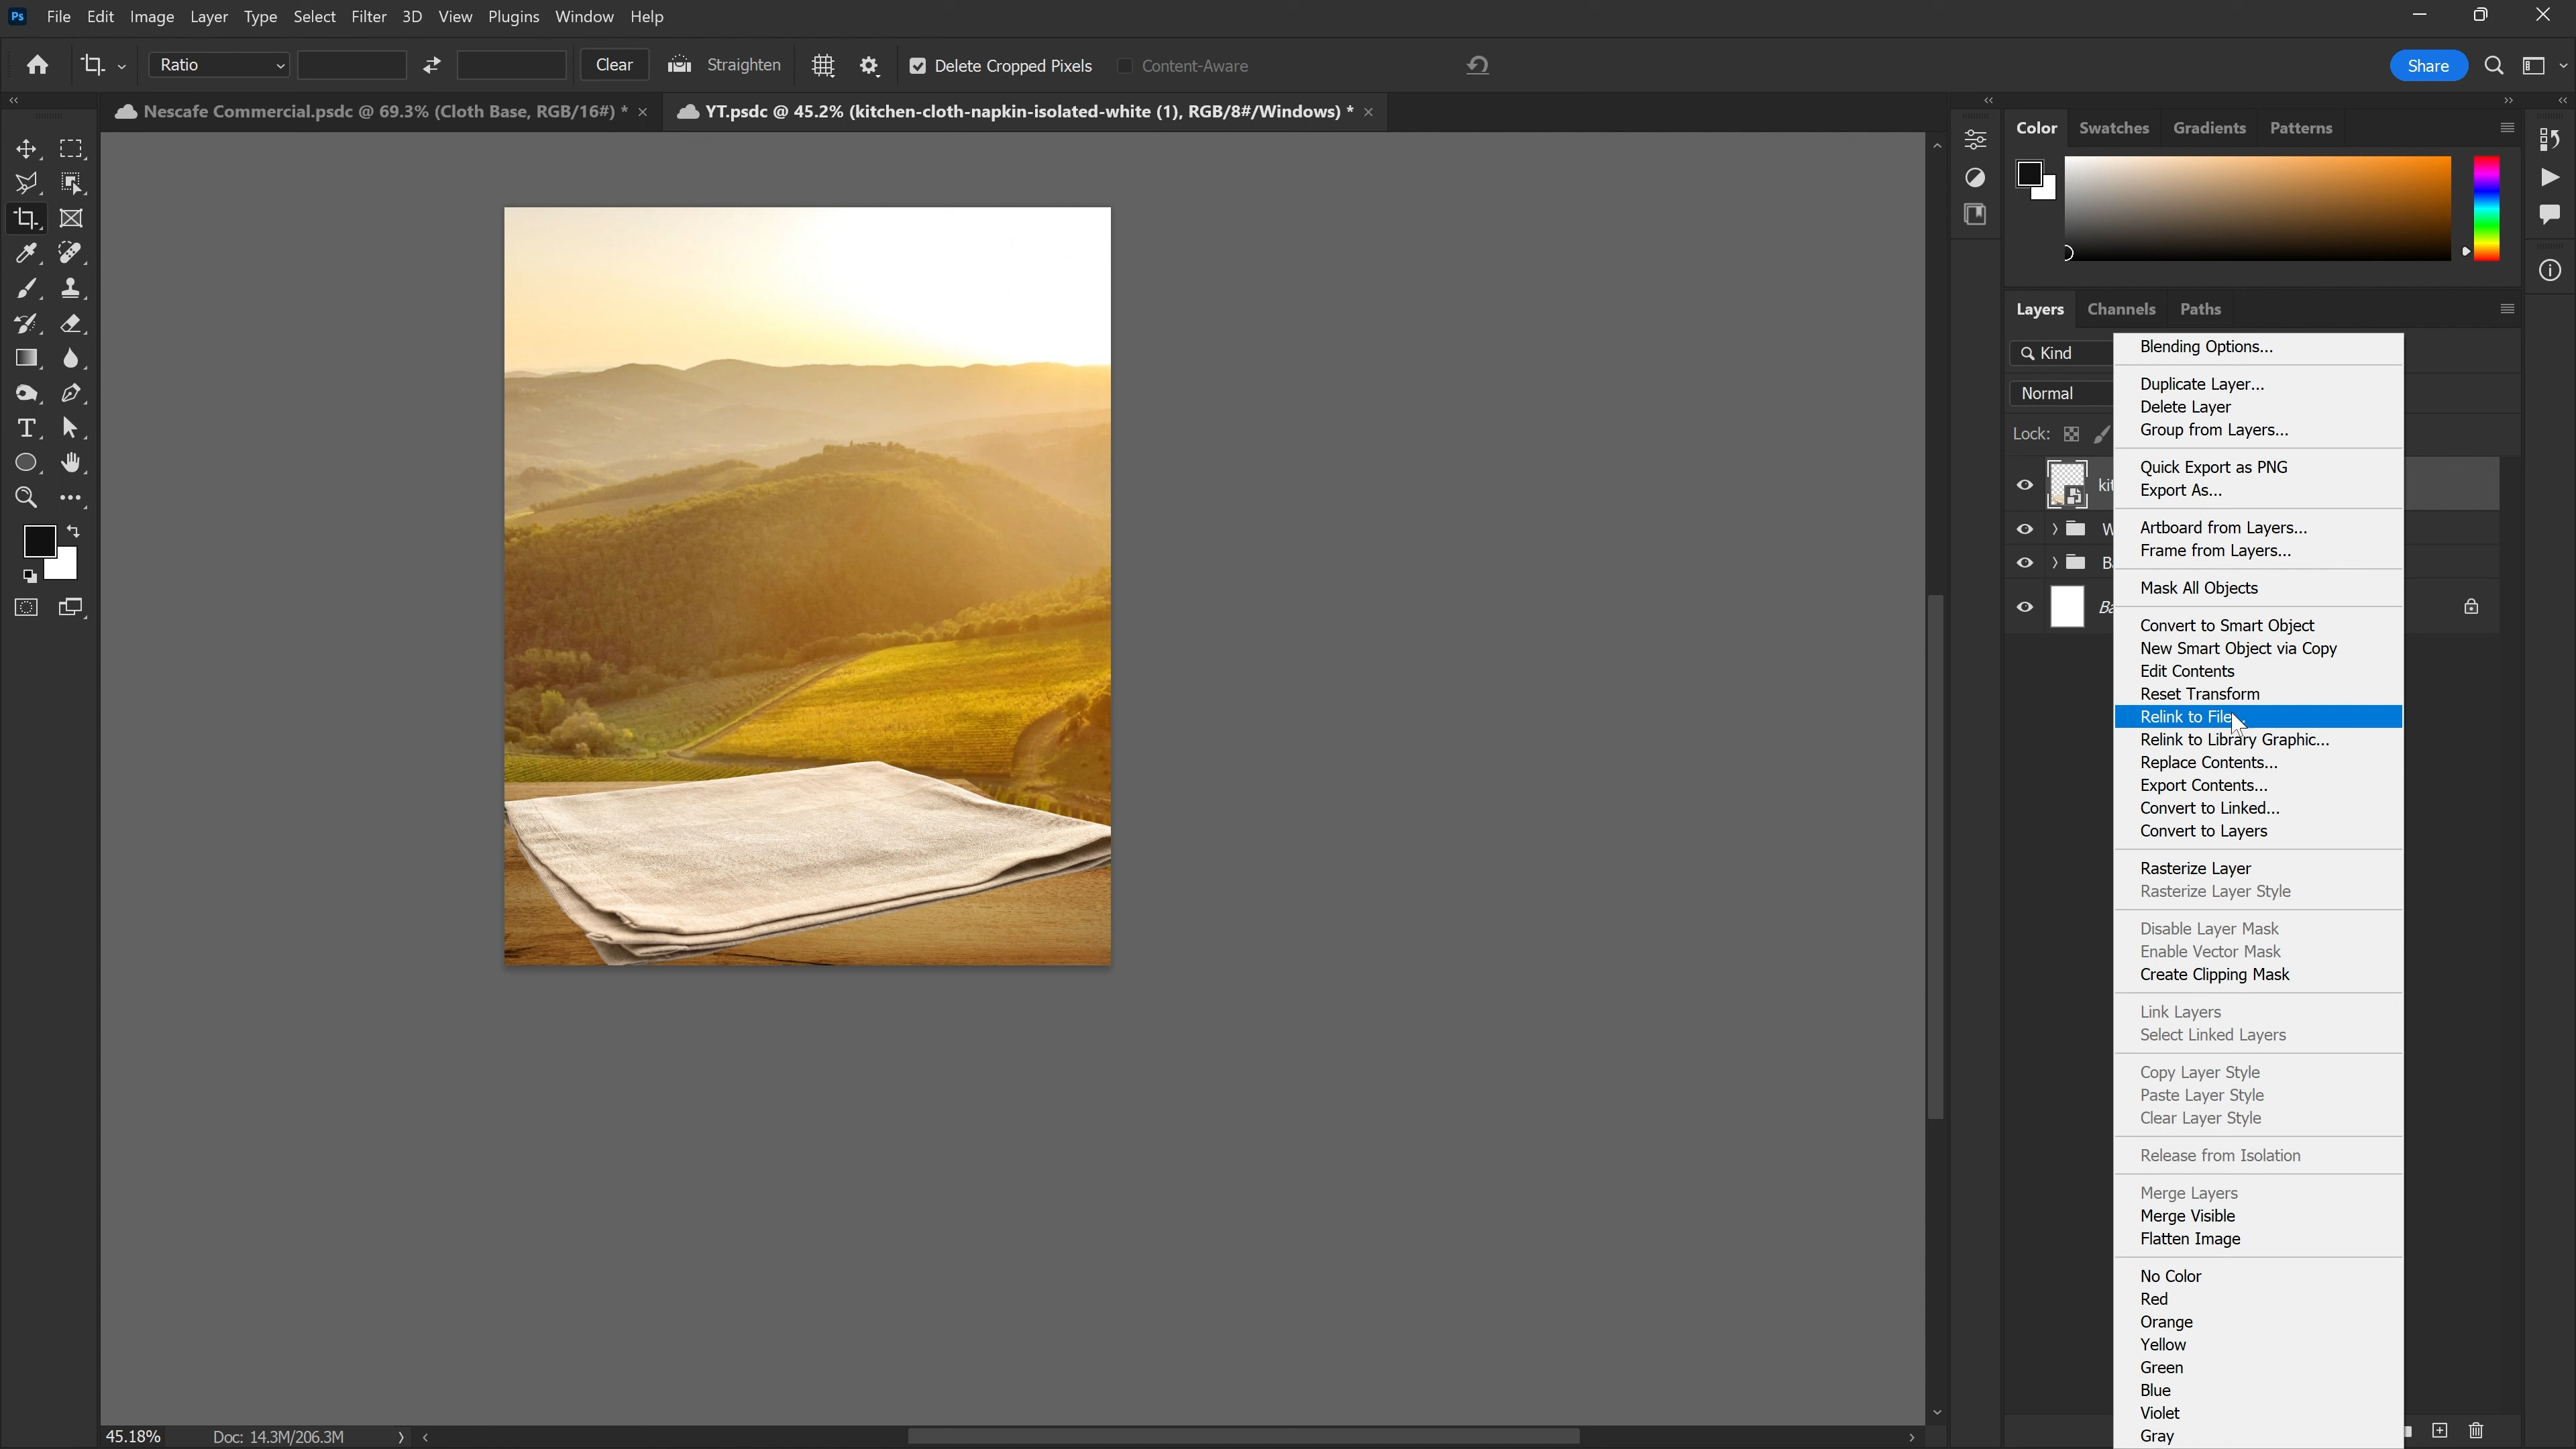 Ps File Edit Image Layer Type Select Filter 3D View Plugins Window Help
Ratio Clear Straighten Delete Cropped Pixels Content-Aware Share
Nescafe Commercial.psdc @ 69.3% (Cloth Base, RGB/16#) * YT.psdc @ 45.2% (kitchen-cloth-napkin-isolated-white (1), RGB/8#/Windows) *
Color Swatches Gradients Patterns
Layers Channels Paths
Kind
Normal
Lock:
kit
W
Ba
Ba
Blending Options...
Duplicate Layer...
Delete Layer
Group from Layers...
Quick Export as PNG
Export As...
Artboard from Layers...
Frame from Layers...
Mask All Objects
Convert to Smart Object
New Smart Object via Copy
Edit Contents
Reset Transform
Relink to File...
Relink to Library Graphic...
Replace Contents...
Export Contents...
Convert to Linked...
Convert to Layers
Rasterize Layer
Rasterize Layer Style
Disable Layer Mask
Enable Vector Mask
Create Clipping Mask
Link Layers
Select Linked Layers
Copy Layer Style
Paste Layer Style
Clear Layer Style
Release from Isolation
Merge Layers
Merge Visible
Flatten Image
No Color
Red
Orange
Yellow
Green
Blue
Violet
Gray
45.18% Doc: 14.3M/206.3M